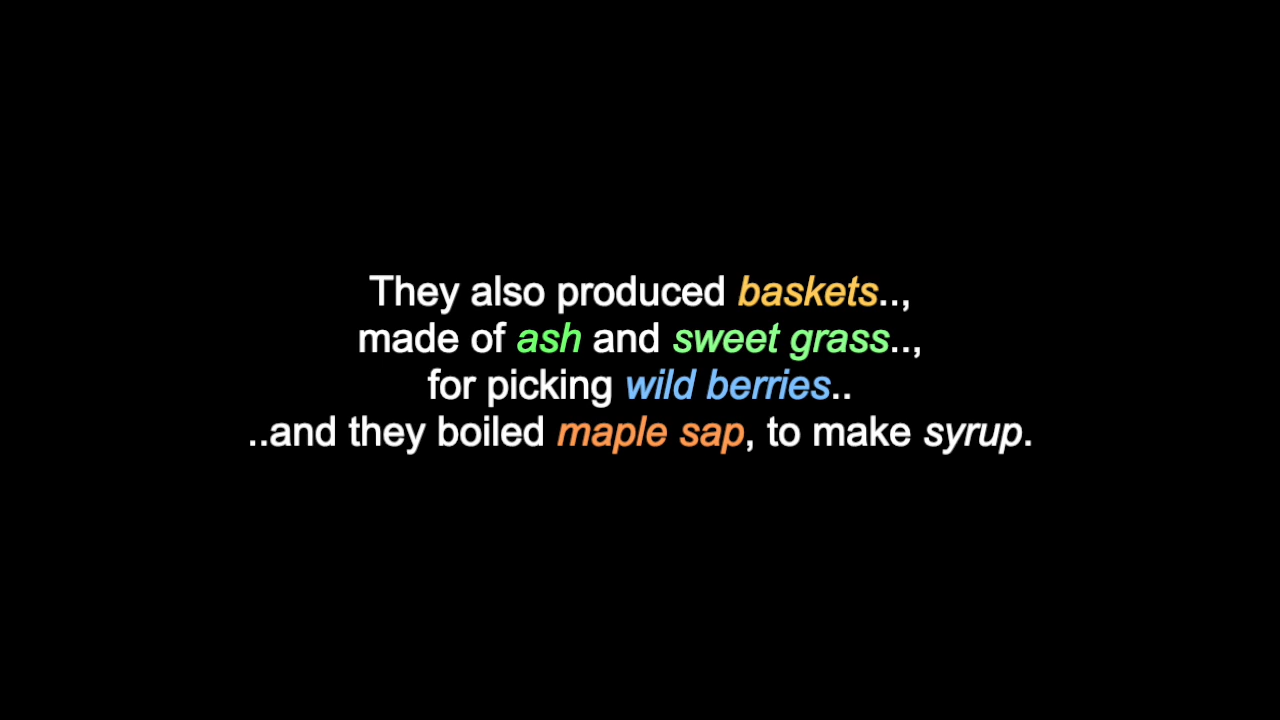 They also produced baskets..,
made of ash and sweet grass..,
for picking wild berries..
..and they boiled maple sap, to make syrup.